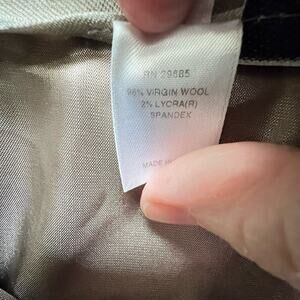 RN 29685
98% VIRGIN WOOL
2% LYCRA(R)
SPANDEX
MADE IN